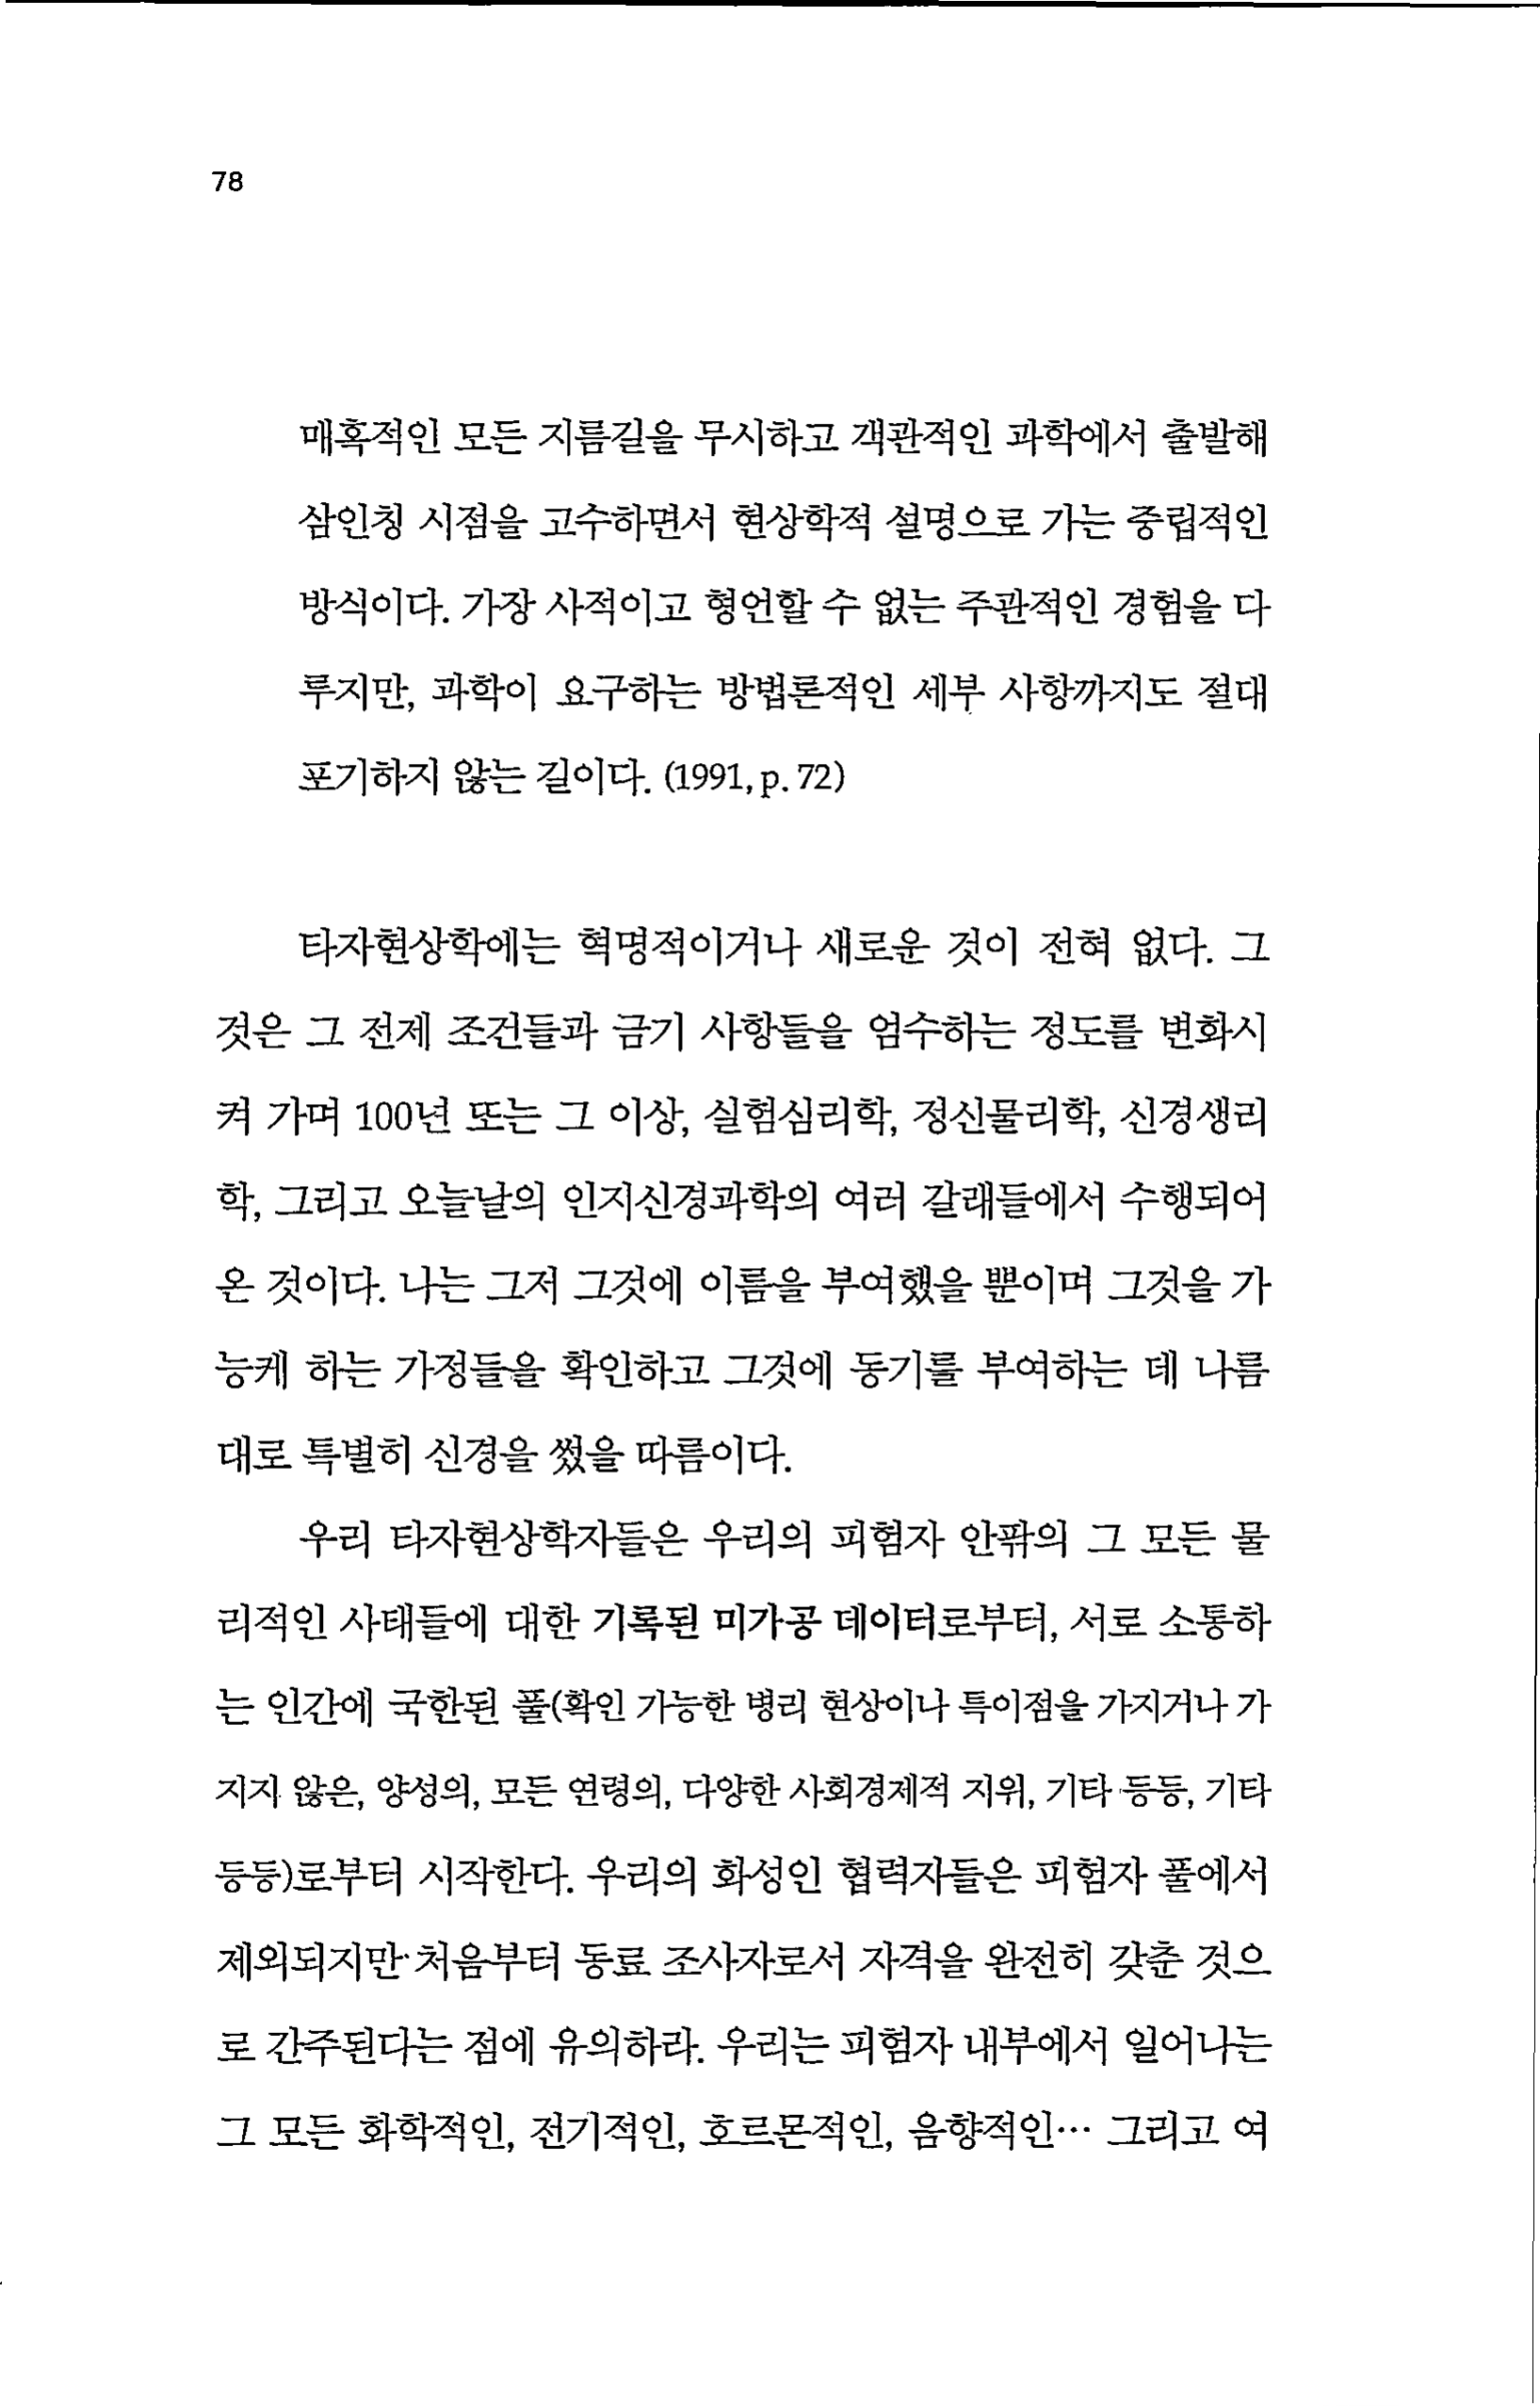 78
매혹적인 모든 지름길을 무시하고 객관적인 과학에서 출발해
삼인칭 시점을 고수하면서 현상학적 설명으로 가는 중립적인
방식이다. 가장 사적이고 형언할 수 없는 주관적인 경험을 다
루지만, 과학이 요구하는 방법론적인 세부 사항까지도 절대
포기하지 않는 길이다. (1991, p. 72)
타자현상학에는 혁명적이거나 새로운 것이 전혀 없다. 그
것은 그 전제 조건들과 금기 사항들을 엄수하는 정도를 변화시
켜 가며 100년 또는 그 이상, 실험심리학, 정신물리학, 신경생리
학, 그리고 오늘날의 인지신경과학의 여러 갈래들에서 수행되어
온 것이다. 나는 그저 그것에 이름을 부여했을 뿐이며 그것을 가
능케 하는 가정들을 확인하고 그것에 동기를 부여하는 데 나름
대로 특별히 신경을 썼을 따름이다.
우리 타자현상학자들은 우리의 피험자 안팎의 그 모든 물
리적인 사태들에 대한 기록된 미가공 데이터로부터, 서로 소통하
는 인간에 국한된 풀(확인 가능한 병리 현상이나 특이점을 가지거나 가
지지 않은, 양성의, 모든 연령의, 다양한 사회경제적 지위, 기타 등등, 기타
등등)로부터 시작한다. 우리의 화성인 협력자들은 피험자 풀에서
제외되지만 처음부터 동료 조사자로서 자격을 완전히 갖춘 것으
로 간주된다는 점에 유의하라. 우리는 피험자 내부에서 일어나는
그 모든 화학적인, 전기적인, 호르몬적인, 음향적인… 그리고 여